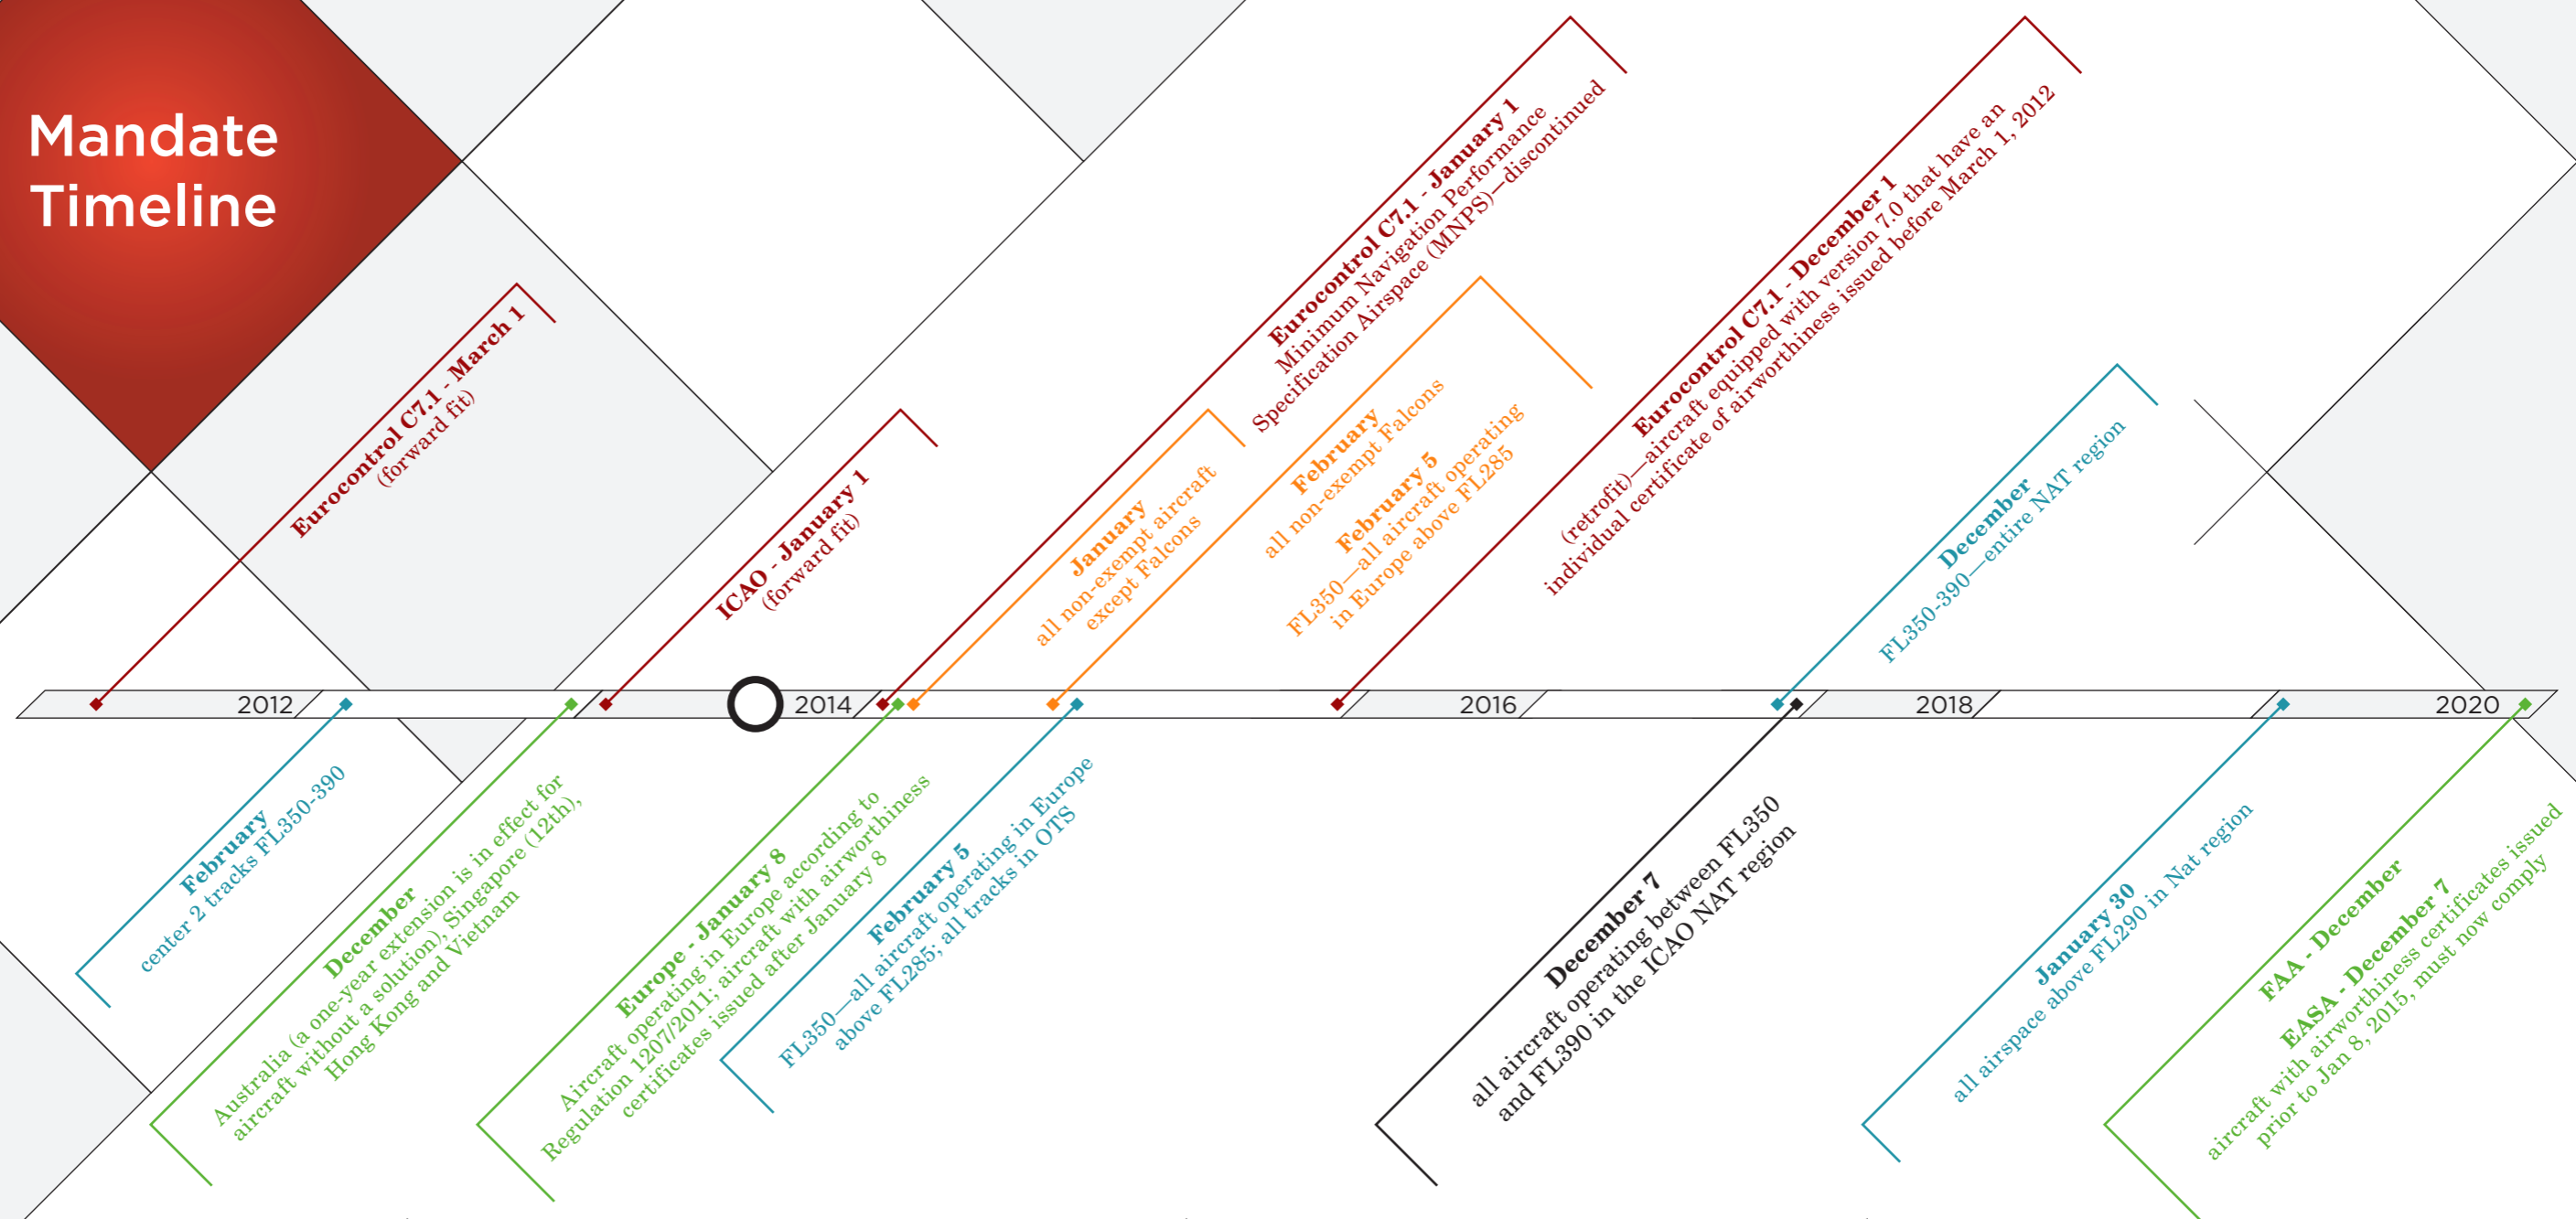 Mandate
Timeline
Eurocontrol C7.1 - March 1
(forward fit)
ICAO - January 1
(forward fit)
Eurocontrol C7.1 - January 1
Minimum Navigation Performance
Specification Airspace (MNPS)—discontinued
January
all non-exempt aircraft
except Falcons
February
all non-exempt Falcons
February 5
FL350—all aircraft operating
in Europe above FL285
Eurocontrol C7.1 - December 1
(retrofit)—aircraft equipped with version 7.0 that have an
individual certificate of airworthiness issued before March 1, 2012
December
FL350-390—entire NAT region
2012
2014
2016
2018
2020
February
center 2 tracks FL350-390
December
Australia (a one-year extension is in effect for
aircraft without a solution), Singapore (12th),
Hong Kong and Vietnam
Europe - January 8
Aircraft operating in Europe according to
Regulation 1207/2011; aircraft with airworthiness
certificates issued after January 8
February 5
FL350—all aircraft operating in Europe
above FL285; all tracks in OTS
December 7
all aircraft operating between FL350
and FL390 in the ICAO NAT region
January 30
all airspace above FL290 in Nat region
FAA - December
EASA - December 7
aircraft with airworthiness certificates issued
prior to Jan 8, 2015, must now comply